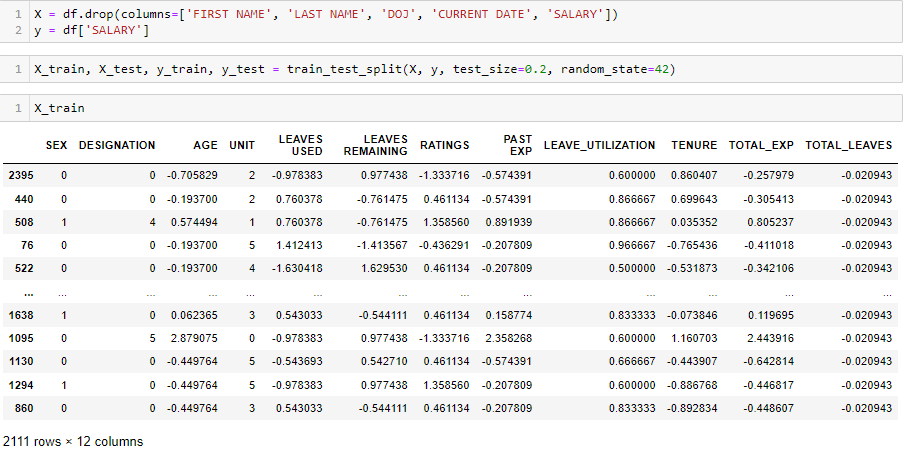 1 X = df.drop(columns=['FIRST NAME', 'LAST NAME', 'DOJ', 'CURRENT DATE', 'SALARY'])
2 y = df['SALARY']
1 X_train, X_test, y_train, y_test = train_test_split(X, y, test_size=0.2, random_state=42)
1 X_train
SEX DESIGNATION AGE UNIT LEAVES USED LEAVES REMAINING RATINGS PAST EXP LEAVE_UTILIZATION TENURE TOTAL_EXP TOTAL_LEAVES
2395 0 0 -0.705829 2 -0.978383 0.977438 -1.333716 -0.574391 0.600000 0.860407 -0.257979 -0.020943
440 0 0 -0.193700 2 0.760378 -0.761475 0.461134 -0.574391 0.866667 0.699643 -0.305413 -0.020943
508 1 4 0.574494 1 0.760378 -0.761475 1.358560 0.891939 0.866667 0.035352 0.805237 -0.020943
76 0 0 -0.193700 5 1.412413 -1.413567 -0.436291 -0.207809 0.966667 -0.765436 -0.411018 -0.020943
522 0 0 -0.193700 4 -1.630418 1.629530 0.461134 -0.207809 0.500000 -0.531873 -0.342106 -0.020943
... ... ... ... ... ... ... ... ... ... ... ... ...
1638 1 0 0.062365 3 0.543033 -0.544111 0.461134 0.158774 0.833333 -0.073846 0.119695 -0.020943
1095 0 5 2.879075 0 -0.978383 0.977438 -1.333716 2.358268 0.600000 1.160703 2.443916 -0.020943
1130 0 0 -0.449764 5 -0.543693 0.542710 0.461134 -0.574391 0.666667 -0.443907 -0.642814 -0.020943
1294 1 0 -0.449764 5 -0.978383 0.977438 1.358560 -0.207809 0.600000 -0.886768 -0.446817 -0.020943
860 0 0 -0.449764 3 0.543033 -0.544111 0.461134 -0.207809 0.833333 -0.892834 -0.448607 -0.020943
2111 rows × 12 columns